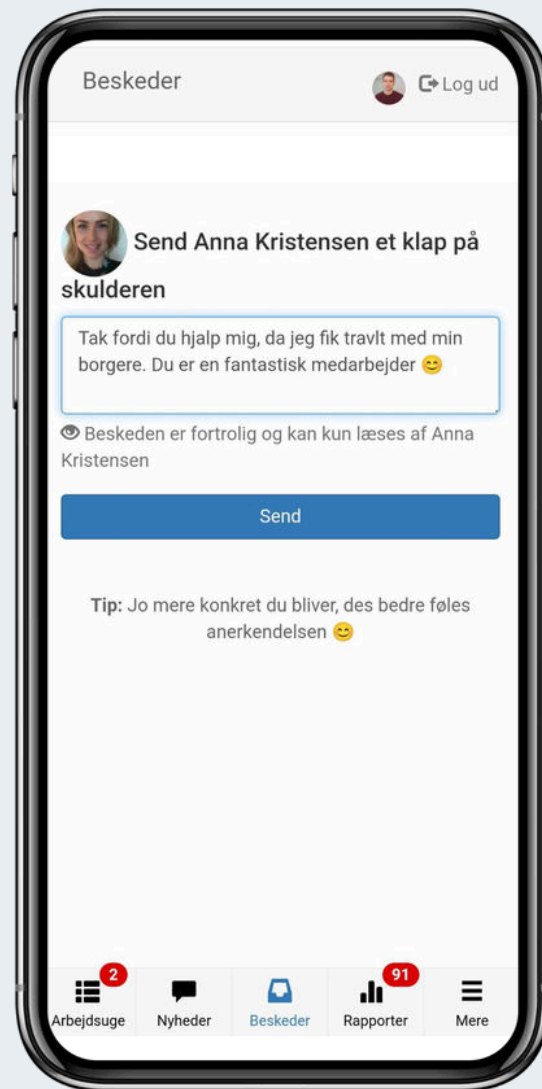 Beskeder
Log ud
Send Anna Kristensen et klap på
skulderen
Tak fordi du hjalp mig, da jeg fik travlt med min
borgere. Du er en fantastisk medarbejder 😊
Beskeden er fortrolig og kan kun læses af Anna
Kristensen
Send
Tip: Jo mere konkret du bliver, des bedre føles
anerkendelsen 😊
2
91
Arbejdsuge
Nyheder
Beskeder
Rapporter
Mere